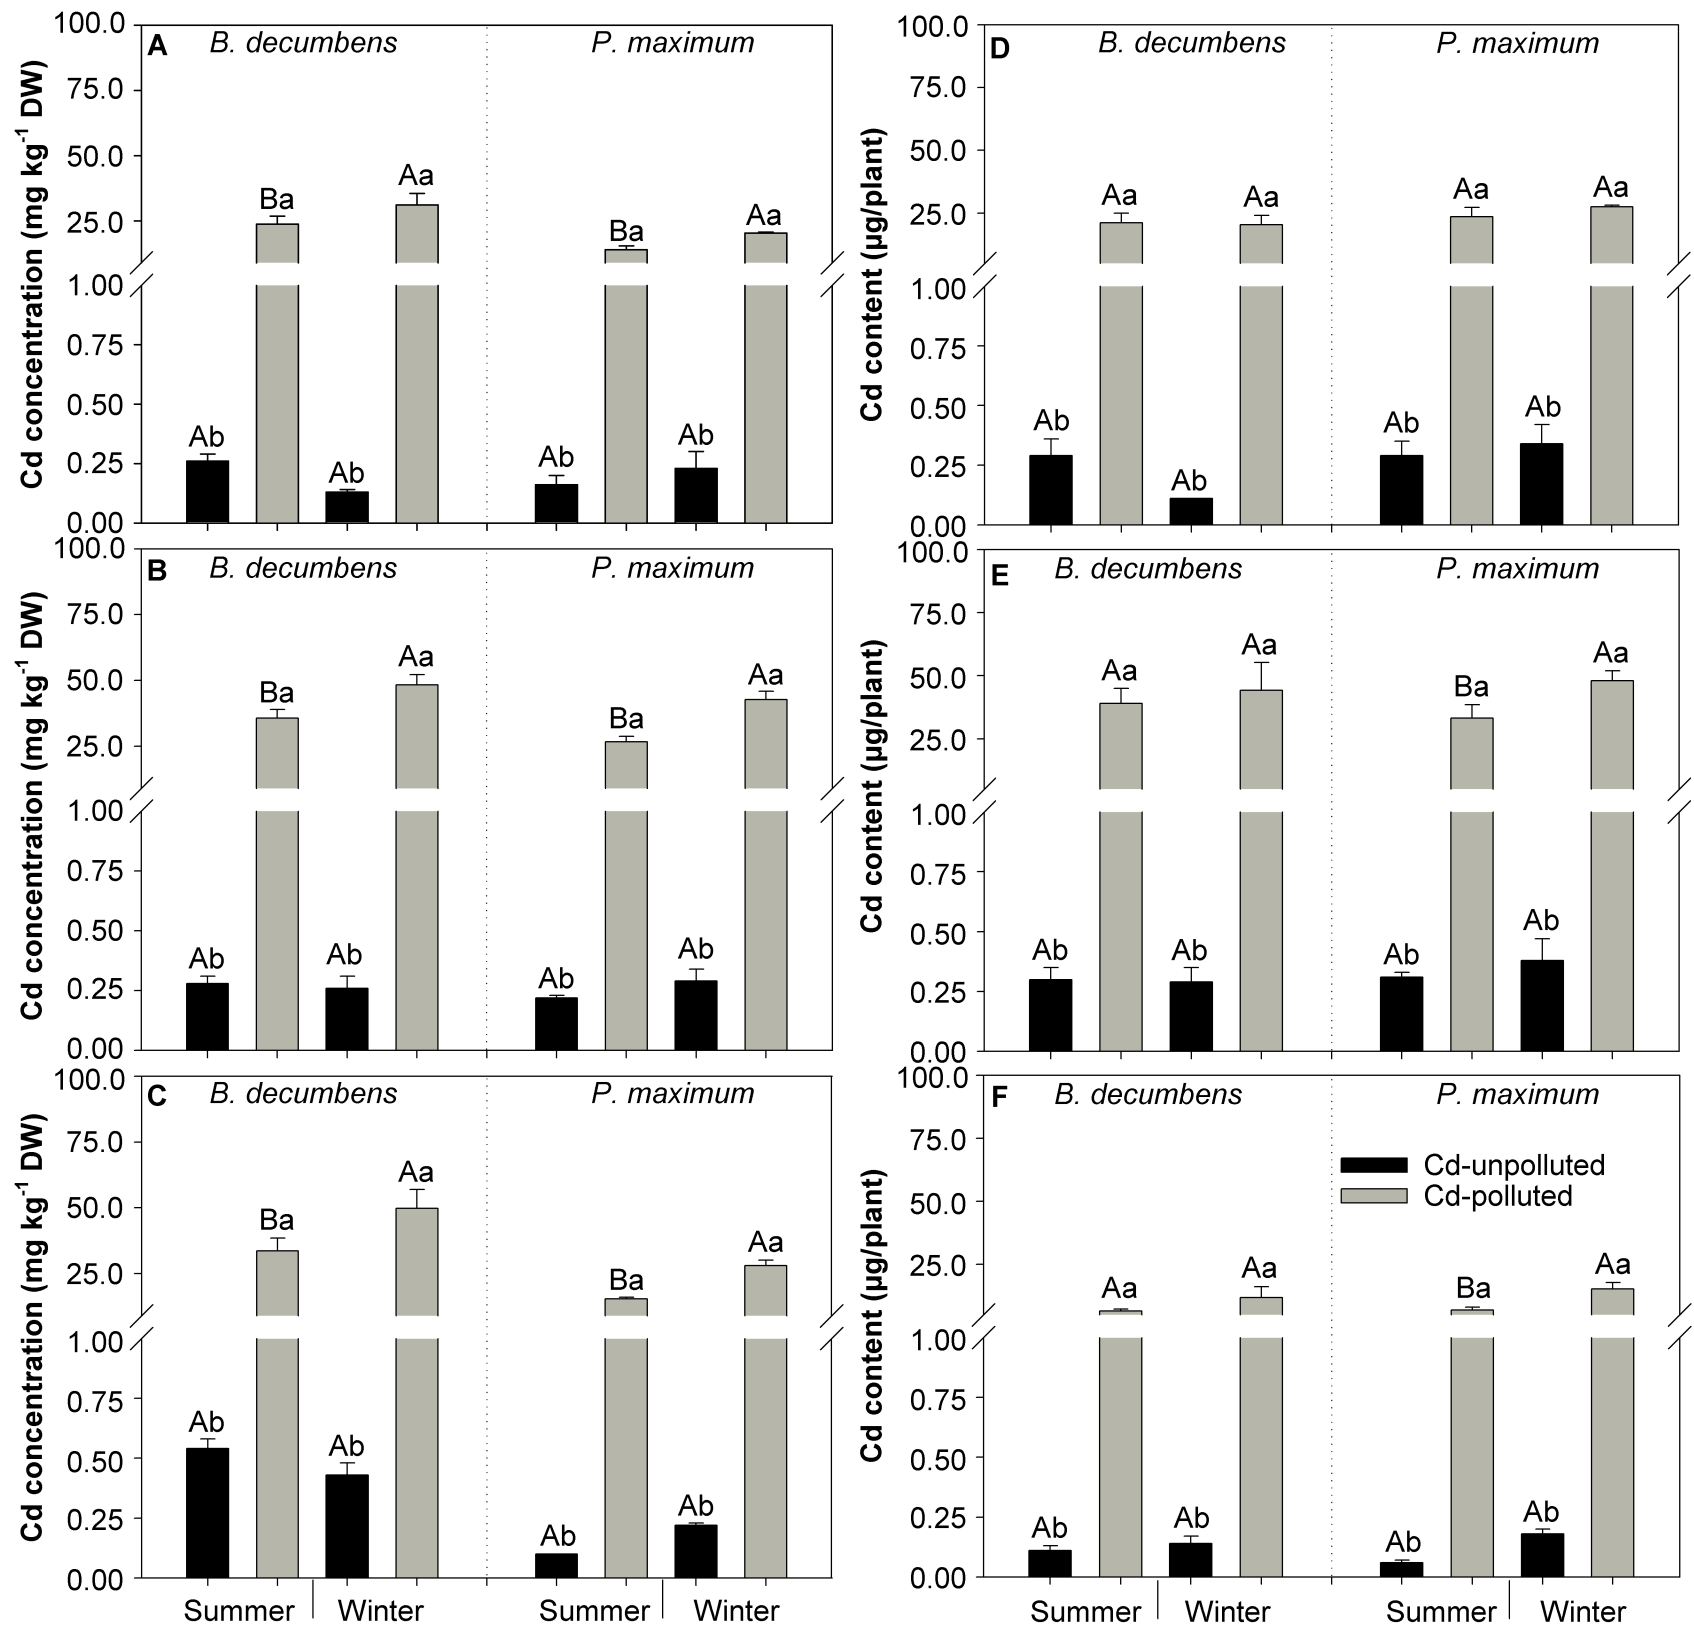 A
B. decumbens
P. maximum
Cd concentration (mg kg⁻¹ DW)
100.0
75.0
50.0
25.0
1.00
0.75
0.50
0.25
0.00
Ab
Ba
Ab
Aa
Ab
Ba
Ab
Aa
D
B. decumbens
P. maximum
Cd content (µg/plant)
100.0
75.0
50.0
25.0
1.00
0.75
0.50
0.25
0.00
Ab
Aa
Ab
Aa
Ab
Aa
Ab
Aa
B
B. decumbens
P. maximum
Cd concentration (mg kg⁻¹ DW)
100.0
75.0
50.0
25.0
1.00
0.75
0.50
0.25
0.00
Ab
Ba
Ab
Aa
Ab
Ba
Ab
Aa
E
B. decumbens
P. maximum
Cd content (µg/plant)
100.0
75.0
50.0
25.0
1.00
0.75
0.50
0.25
0.00
Ab
Aa
Ab
Aa
Ab
Ba
Ab
Aa
C
B. decumbens
P. maximum
Cd concentration (mg kg⁻¹ DW)
100.0
75.0
50.0
25.0
1.00
0.75
0.50
0.25
0.00
Ab
Ba
Ab
Aa
Ab
Ba
Ab
Aa
Summer
Winter
Summer
Winter
F
B. decumbens
P. maximum
Cd-unpolluted
Cd-polluted
Cd content (µg/plant)
100.0
75.0
50.0
25.0
1.00
0.75
0.50
0.25
0.00
Ab
Aa
Ab
Aa
Ab
Ba
Ab
Aa
Summer
Winter
Summer
Winter